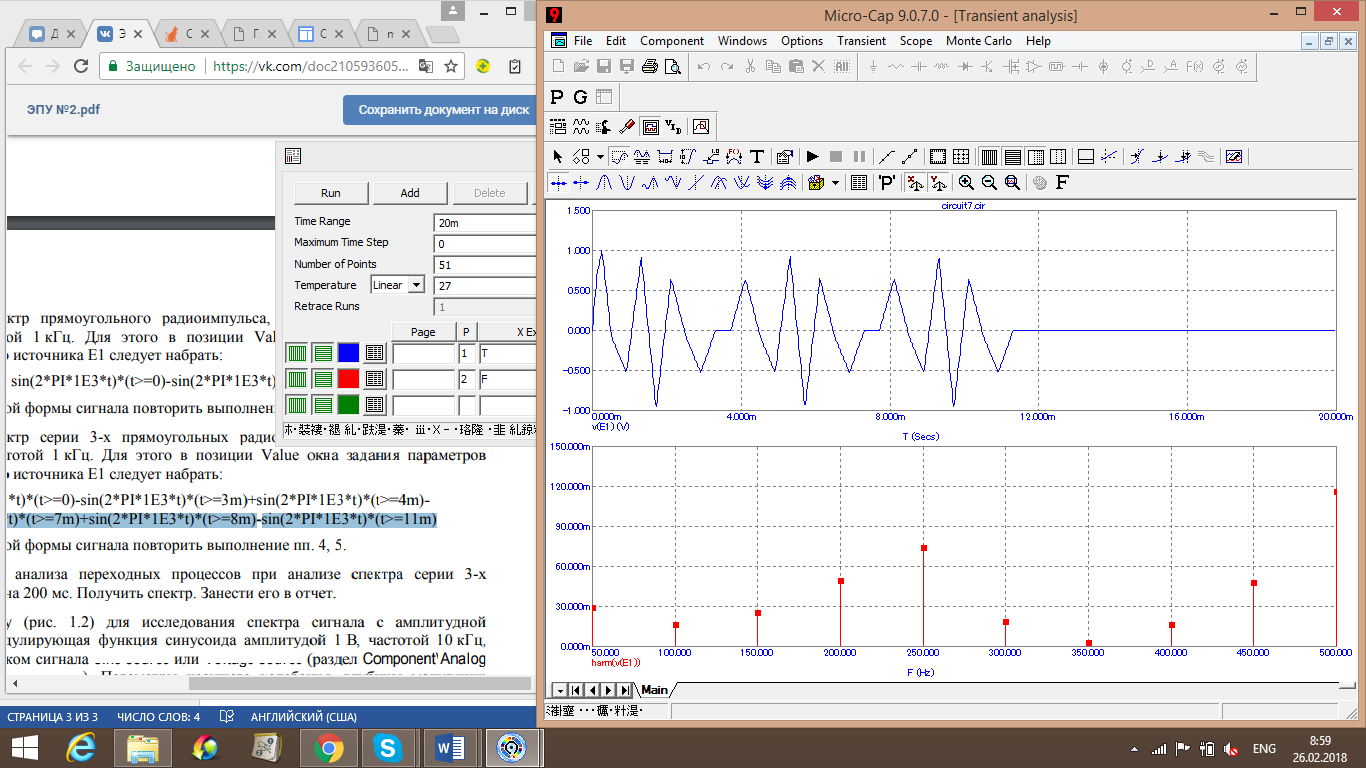 Д
Э
С
Г
С
п
Защищено
https://vk.com/doc210593605...
ЭПУ №2.pdf
Сохранить документ на диск
Run
Add
Delete
Time Range
20m
Maximum Time Step
0
Number of Points
51
Temperature
Linear
27
Retrace Runs
1
Page
P
X Ex
1
T
2
F
ктр прямоугольного радиоимпульса,
ой 1 кГц. Для этого в позиции Val
источника Е1 следует набрать:
sin(2*PI*1E3*t)*(t>=0)-sin(2*PI*1E3*t)
ой формы сигнала повторить выполнен
ктр серии 3-х прямоугольных радио
тотой 1 кГц. Для этого в позиции Value окна задания параметров
источника Е1 следует набрать:
*t)*(t>=0)-sin(2*PI*1E3*t)*(t>=3m)+sin(2*PI*1E3*t)*(t>=4m)-
t)*(t>=7m)+sin(2*PI*1E3*t)*(t>=8m)-sin(2*PI*1E3*t)*(t>=11m)
ой формы сигнала повторить выполнение пп. 4, 5.
анализа переходных процессов при анализе спектра серии 3-х
на 200 мс. Получить спектр. Занести его в отчет.
у (рис. 1.2) для исследования спектра сигнала с амплитудной
дулирующая функция синусоида амплитудой 1 В, частотой 10 кГц,
ком сигнала или (раздел Component\Analog
СТРАНИЦА 3 ИЗ 3 ЧИСЛО СЛОВ: 4 АНГЛИЙСКИЙ (США)
Micro-Cap 9.0.7.0 - [Transient analysis]
File Edit Component Windows Options Transient Scope Monte Carlo Help
P G
circuit7.cir
1.500
1.000
0.500
0.000
-0.500
-1.000
0.000m 4.000m 8.000m 12.000m 16.000m 20.000m
v(E1) (V)
T (Secs)
150.000m
120.000m
90.000m
60.000m
30.000m
0.000m
50.000 100.000 150.000 200.000 250.000 300.000 350.000 400.000 450.000 500.000
harm(v(E1))
F (Hz)
Main
ENG
8:59
26.02.2018